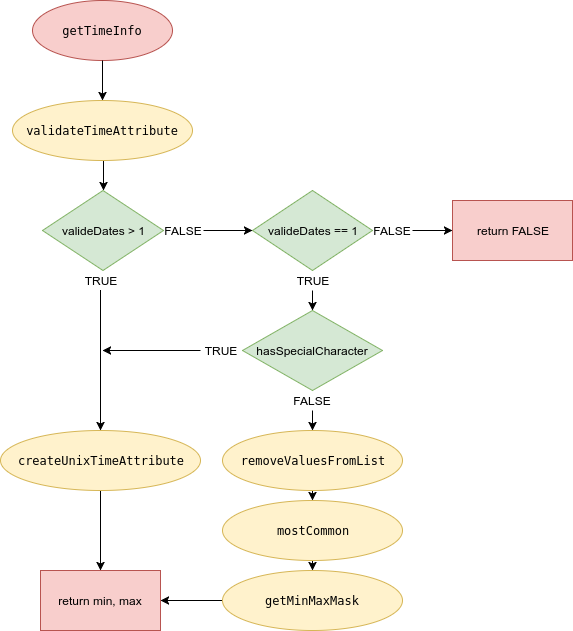 getTimeInfo
validateTimeAttribute
valideDates > 1
FALSE
valideDates == 1
FALSE
return FALSE
TRUE
TRUE
TRUE
hasSpecialCharacter
FALSE
createUnixTimeAttribute
removeValuesFromList
mostCommon
return min, max
getMinMaxMask